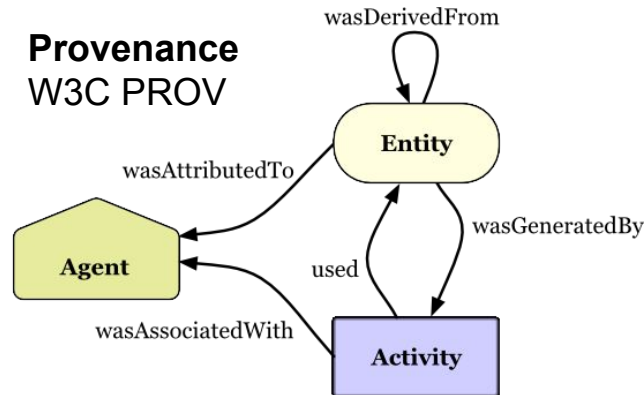 wasDerivedFrom
Provenance
W3C PROV
Entity
wasAttributedTo
wasGeneratedBy
Agent
used
wasAssociatedWith
Activity